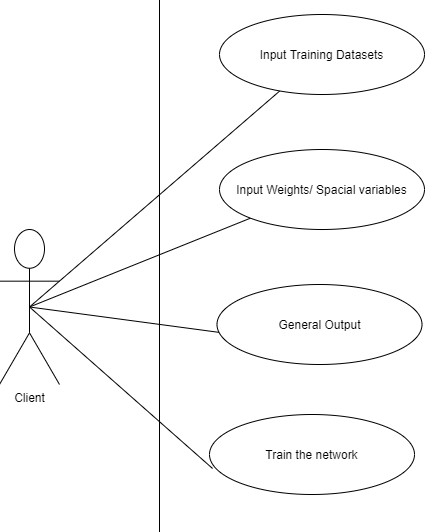 Input Training Datasets
Input Weights/ Spacial variables
General Output
Client
Train the network